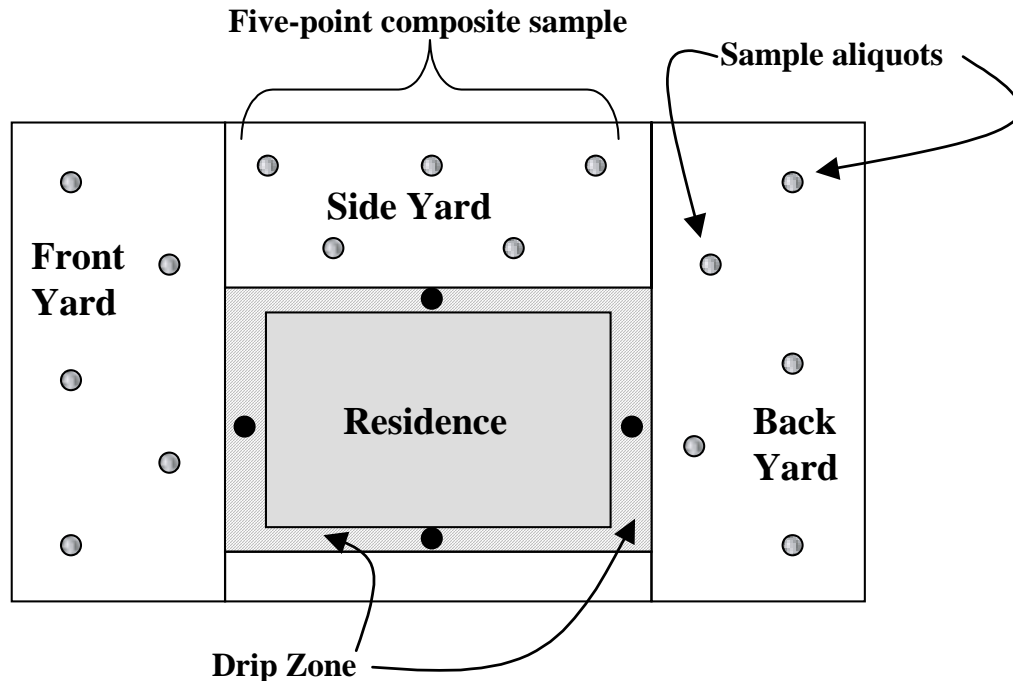 Five-point composite sample
Sample aliquots
Side Yard
Front
Yard
Residence
Back
Yard
Drip Zone